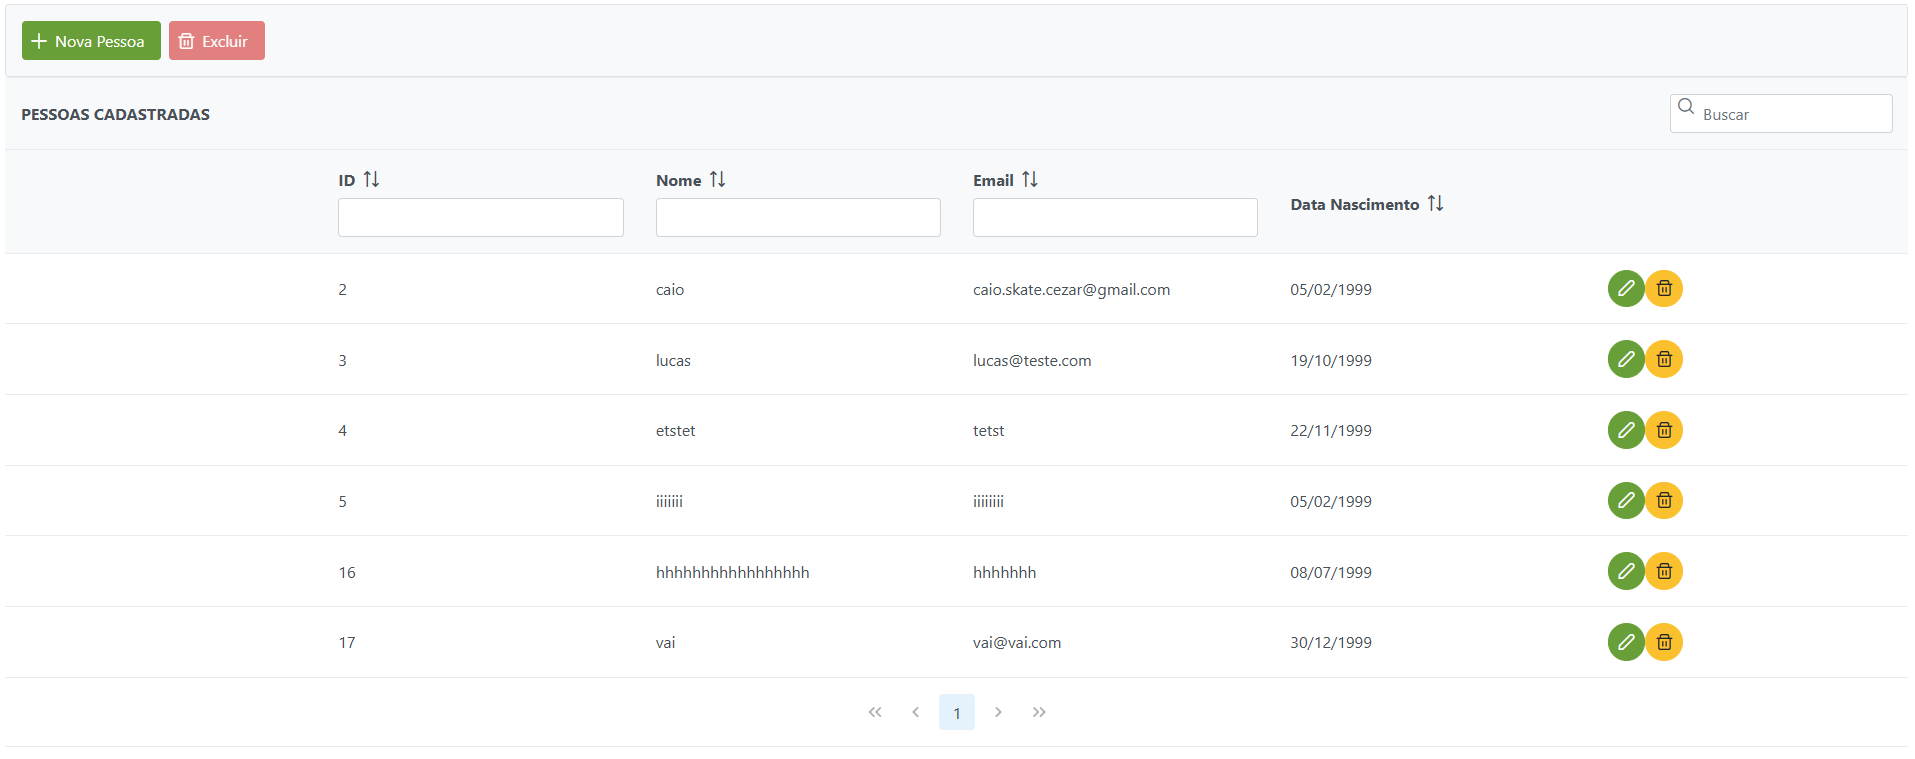 Nova Pessoa Excluir
PESSOAS CADASTRADAS Buscar
ID Nome Email Data Nascimento
2 caio caio.skate.cezar@gmail.com 05/02/1999
3 lucas lucas@teste.com 19/10/1999
4 etstet tetst 22/11/1999
5 iiiiiii iiiiiiii 05/02/1999
16 hhhhhhhhhhhhhhhhh hhhhhhh 08/07/1999
17 vai vai@vai.com 30/12/1999
1